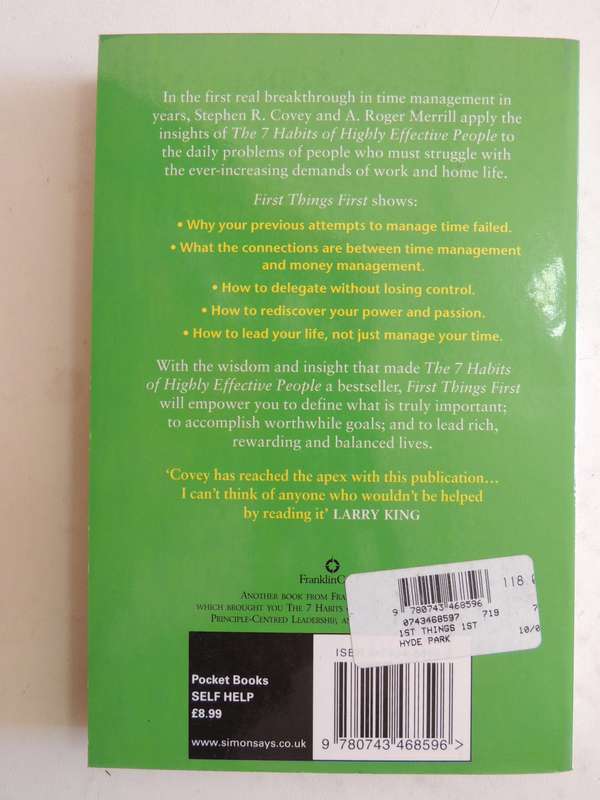 In the first real breakthrough in time management in
years, Stephen R. Covey and A. Roger Merrill apply the
insights of The 7 Habits of Highly Effective People to
the daily problems of people who must struggle with
the ever-increasing demands of work and home life.
First Things First shows:
• Why your previous attempts to manage time failed.
• What the connections are between time management
and money management.
• How to delegate without losing control.
• How to rediscover your power and passion.
• How to lead your life, not just manage your time.
With the wisdom and insight that made The 7 Habits
of Highly Effective People a bestseller, First Things First
will empower you to define what is truly important;
to accomplish worthwhile goals; and to lead rich,
rewarding and balanced lives.
‘Covey has reached the apex with this publication...
I can't think of anyone who wouldn't be helped
by reading it’ LARRY KING
FranklinC
ANOTHER BOOK FROM FRA
WHICH BROUGHT YOU THE 7 HABITS
PRINCIPLE-CENTRED LEADERSHIP,
118.
9 780743 468596
0743468597 719 7
1ST THINGS 1ST 10/0
HYDE PARK
ISB
Pocket Books
SELF HELP
£8.99
www.simonsays.co.uk
9 780743 468596 >